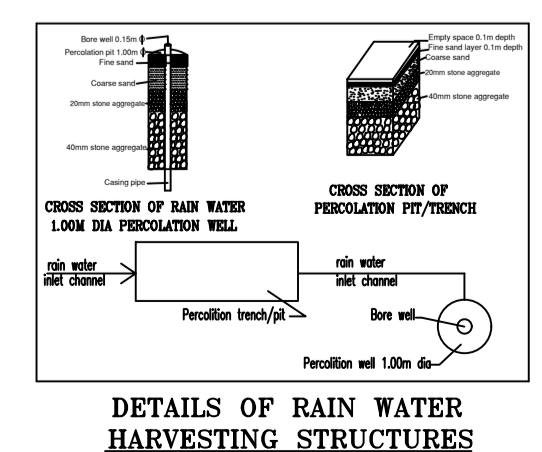 Bore well 0.15m ϕ
Percolation pit 1.00m ϕ
Fine sand
Coarse sand
20mm stone aggregate
40mm stone aggregate
Casing pipe
CROSS SECTION OF RAIN WATER
1.00M DIA PERCOLATION WELL
Empty space 0.1m depth
Fine sand layer 0.1m depth
Coarse sand
20mm stone aggregate
40mm stone aggregate
CROSS SECTION OF
PERCOLATION PIT/TRENCH
rain water
inlet channel
Percolition trench/pit
rain water
inlet channel
Bore well
Percolition well 1.00m dia
DETAILS OF RAIN WATER
HARVESTING STRUCTURES